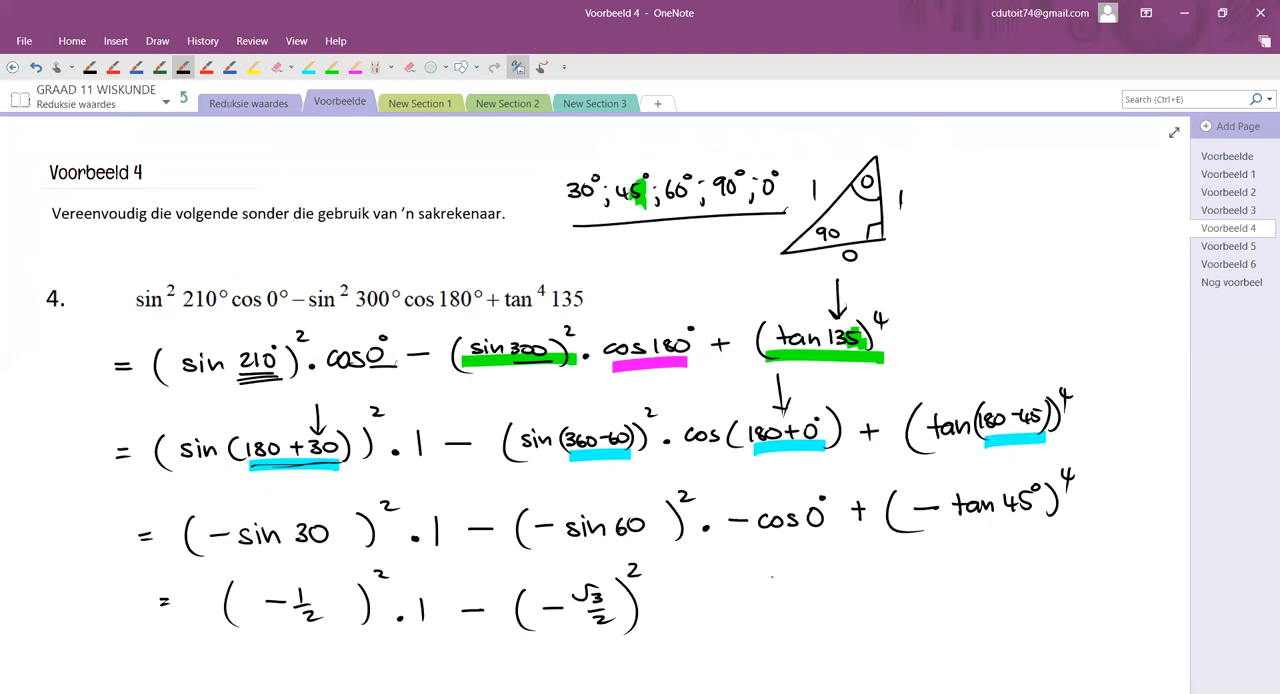 Voorbeeld 4 - OneNote
cdutoit74@gmail.com
File Home Insert Draw History Review View Help
GRAAD 11 WISKUNDE
Reduksie waardes
Reduksie waardes Voorbeelde New Section 1 New Section 2 New Section 3 +
Search (Ctrl+E)
Add Page
Voorbeelde
Voorbeeld 1
Voorbeeld 2
Voorbeeld 3
Voorbeeld 4
Voorbeeld 5
Voorbeeld 6
Nog voorbeeld
Voorbeeld 4
Vereenvoudig die volgende sonder die gebruik van 'n sakrekenaar.
30°; 45°; 60°; 90°; 0°
1 0 1
90
0
4. sin² 210° cos 0° – sin² 300° cos 180° + tan⁴ 135
= (sin 210°)² . cos 0° – (sin 300)² . cos 180° + (tan 135)⁴
= (sin (180 + 30))² . 1 – (sin (360-60))² . cos (180+0°) + (tan (180-45))⁴
= (– sin 30)² . 1 – (– sin 60)² . – cos 0° + (– tan 45°)⁴
= (– 1/2)² . 1 – (– √3/2)²